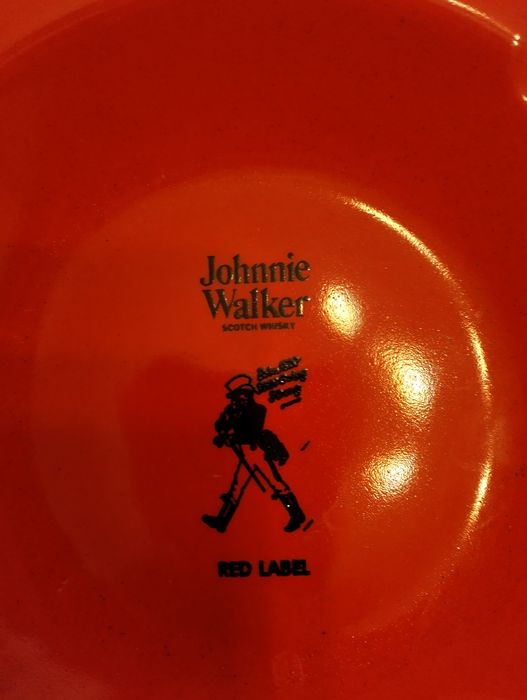 Johnnie
Walker
SCOTCH WHISKY
RED LABEL